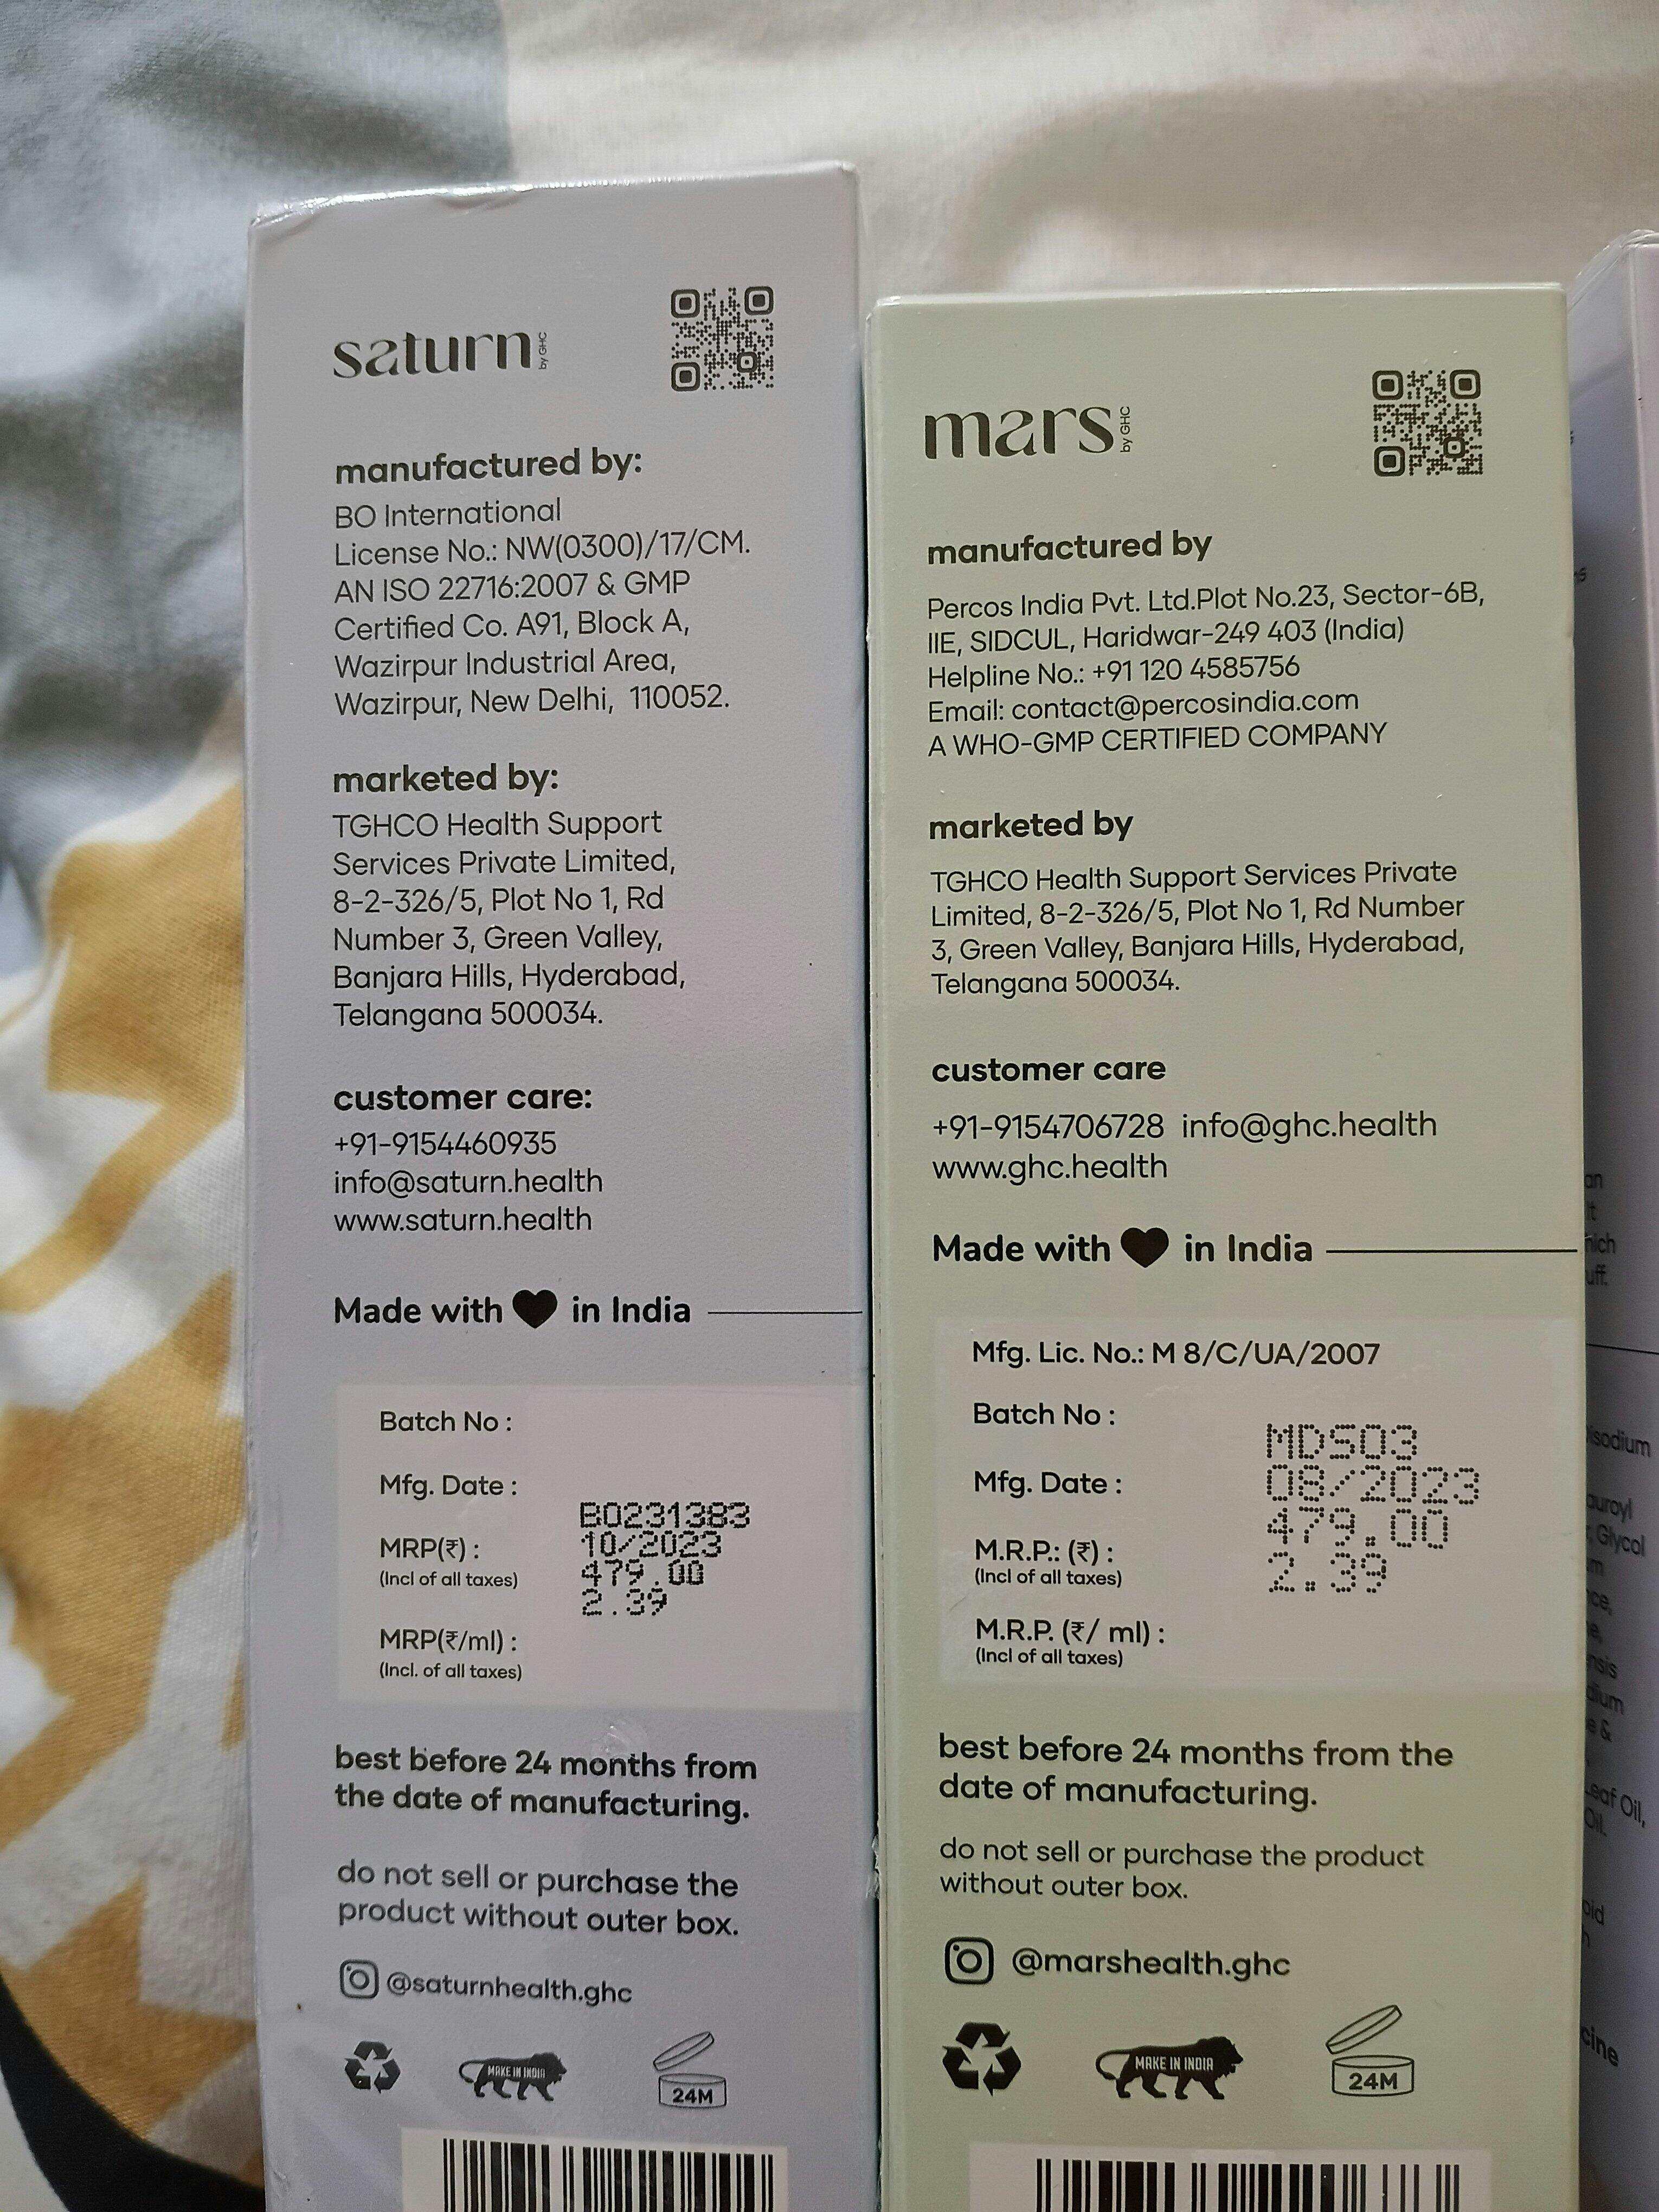 saturn by GHC
manufactured by:
BO International
License No.: NW(0300)/17/CM.
AN ISO 22716:2007 & GMP
Certified Co. A91, Block A,
Wazirpur Industrial Area,
Wazirpur, New Delhi, 110052.
marketed by:
TGHCO Health Support
Services Private Limited,
8-2-326/5, Plot No 1, Rd
Number 3, Green Valley,
Banjara Hills, Hyderabad,
Telangana 500034.
customer care:
+91-9154460935
info@saturn.health
www.saturn.health
Made with ♥ in India
Batch No :
Mfg. Date :
MRP(₹) :
(Incl of all taxes)
MRP(₹/ml) :
(Incl. of all taxes)
BO231383
10/2023
479.00
2.39
best before 24 months from
the date of manufacturing.
do not sell or purchase the
product without outer box.
@saturnhealth.ghc
MAKE IN INDIA
24M
mars by GHC
manufactured by
Percos India Pvt. Ltd.Plot No.23, Sector-6B,
IIE, SIDCUL, Haridwar-249 403 (India)
Helpline No.: +91 120 4585756
Email: contact@percosindia.com
A WHO-GMP CERTIFIED COMPANY
marketed by
TGHCO Health Support Services Private
Limited, 8-2-326/5, Plot No 1, Rd Number
3, Green Valley, Banjara Hills, Hyderabad,
Telangana 500034.
customer care
+91-9154706728 info@ghc.health
www.ghc.health
Made with ♥ in India
Mfg. Lic. No.: M 8/C/UA/2007
Batch No :
Mfg. Date :
M.R.P.: (₹) :
(Incl of all taxes)
M.R.P. (₹/ ml) :
(Incl of all taxes)
MDS03
08/2023
479.00
2.39
best before 24 months from the
date of manufacturing.
do not sell or purchase the product
without outer box.
@marshealth.ghc
MAKE IN INDIA
24M
Glycol
Leaf Oil,
Oil.